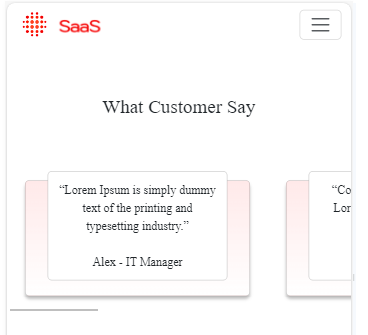 SaaS
What Customer Say
“Lorem Ipsum is simply dummy
text of the printing and
typesetting industry.”
Alex - IT Manager
“Co
Lor